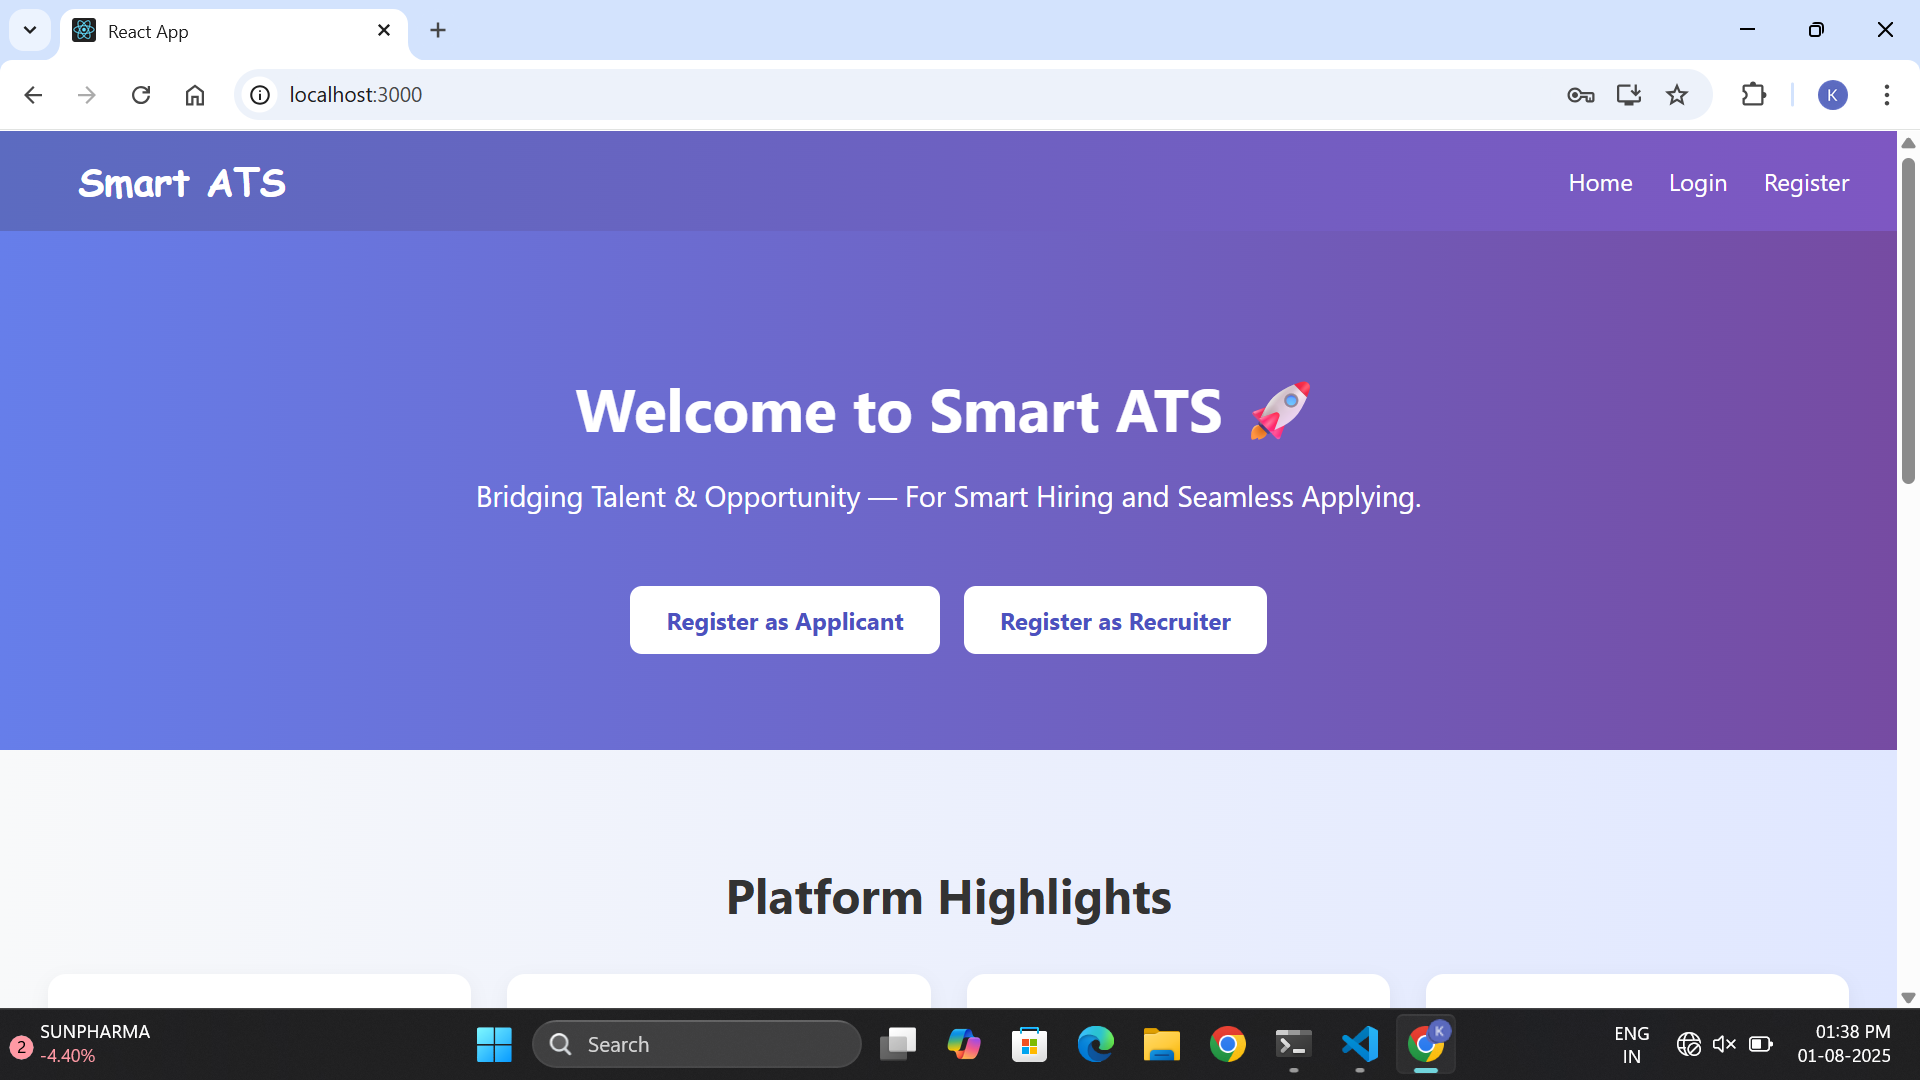 React App
localhost:3000
K
Smart ATS
Home Login Register
Welcome to Smart ATS 🚀
Bridging Talent & Opportunity — For Smart Hiring and Seamless Applying.
Register as Applicant Register as Recruiter
Platform Highlights
2
SUNPHARMA
-4.40%
Search
K
ENG
IN
01:38 PM
01-08-2025